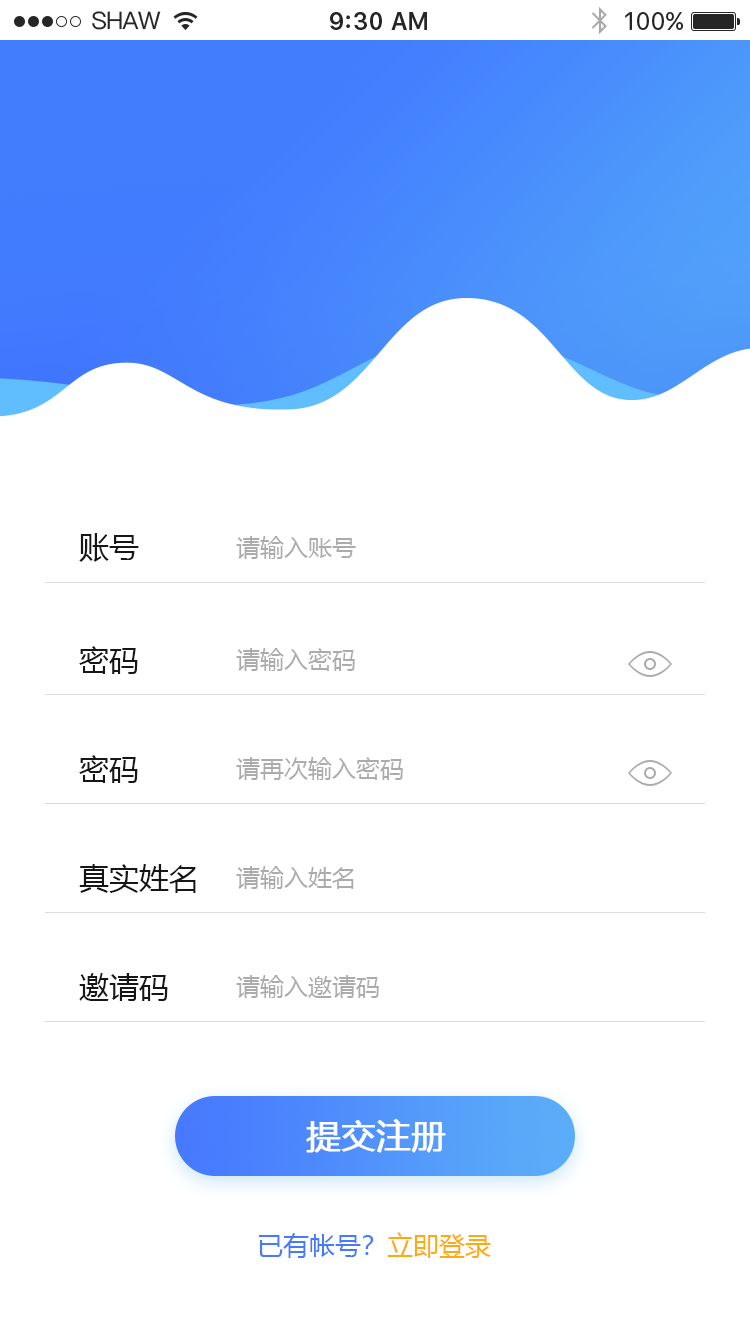 SHAW 9:30 AM 100%
账号 请输入账号
密码 请输入密码
密码 请再次输入密码
真实姓名 请输入姓名
邀请码 请输入邀请码
提交注册
已有帐号？立即登录